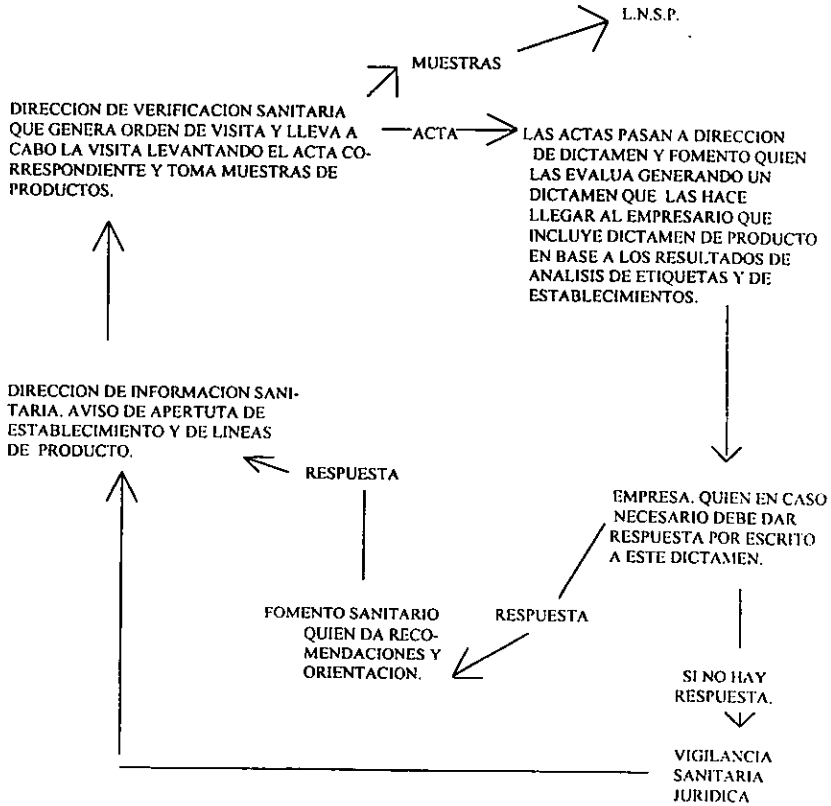 L.N.S.P.
MUESTRAS
DIRECCION DE VERIFICACION SANITARIA
QUE GENERA ORDEN DE VISITA Y LLEVA A
CABO LA VISITA LEVANTANDO EL ACTA CO-
RRESPONDIENTE Y TOMA MUESTRAS DE
PRODUCTOS.
ACTA
LAS ACTAS PASAN A DIRECCION
DE DICTAMEN Y FOMENTO QUIEN
LAS EVALUA GENERANDO UN
DICTAMEN QUE LAS HACE
LLEGAR AL EMPRESARIO QUE
INCLUYE DICTAMEN DE PRODUCTO
EN BASE A LOS RESULTADOS DE
ANALISIS DE ETIQUETAS Y DE
ESTABLECIMIENTOS.
DIRECCION DE INFORMACION SANI-
TARIA. AVISO DE APERTUTA DE
ESTABLECIMIENTO Y DE LINEAS
DE PRODUCTO.
RESPUESTA
EMPRESA. QUIEN EN CASO
NECESARIO DEBE DAR
RESPUESTA POR ESCRITO
A ESTE DICTAMEN.
FOMENTO SANITARIO
QUIEN DA RECO-
MENDACIONES Y
ORIENTACION.
RESPUESTA
SI NO HAY
RESPUESTA.
VIGILANCIA
SANITARIA
JURIDICA